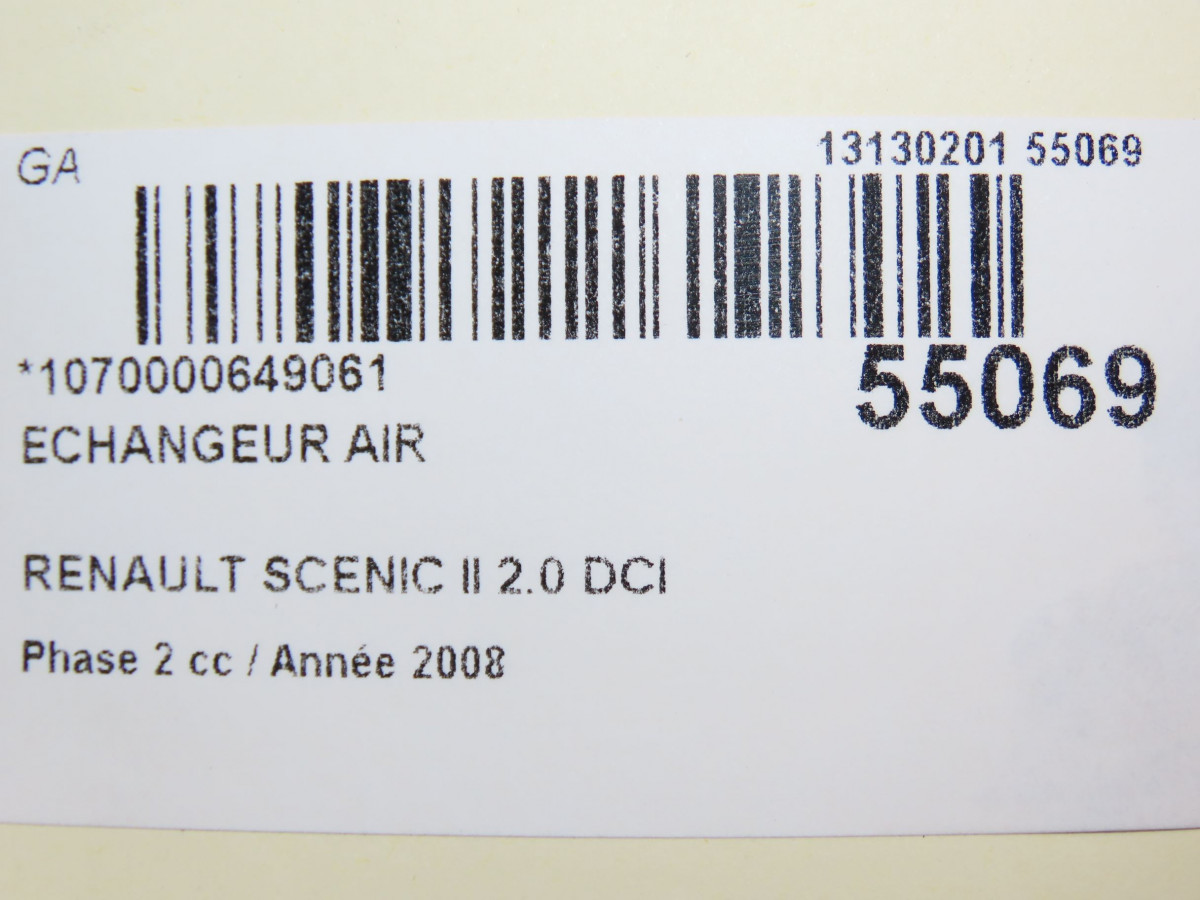 GA
13130201 55069
*1070000649061
55069
ECHANGEUR AIR
RENAULT SCENIC II 2.0 DCI
Phase 2 cc / Année 2008